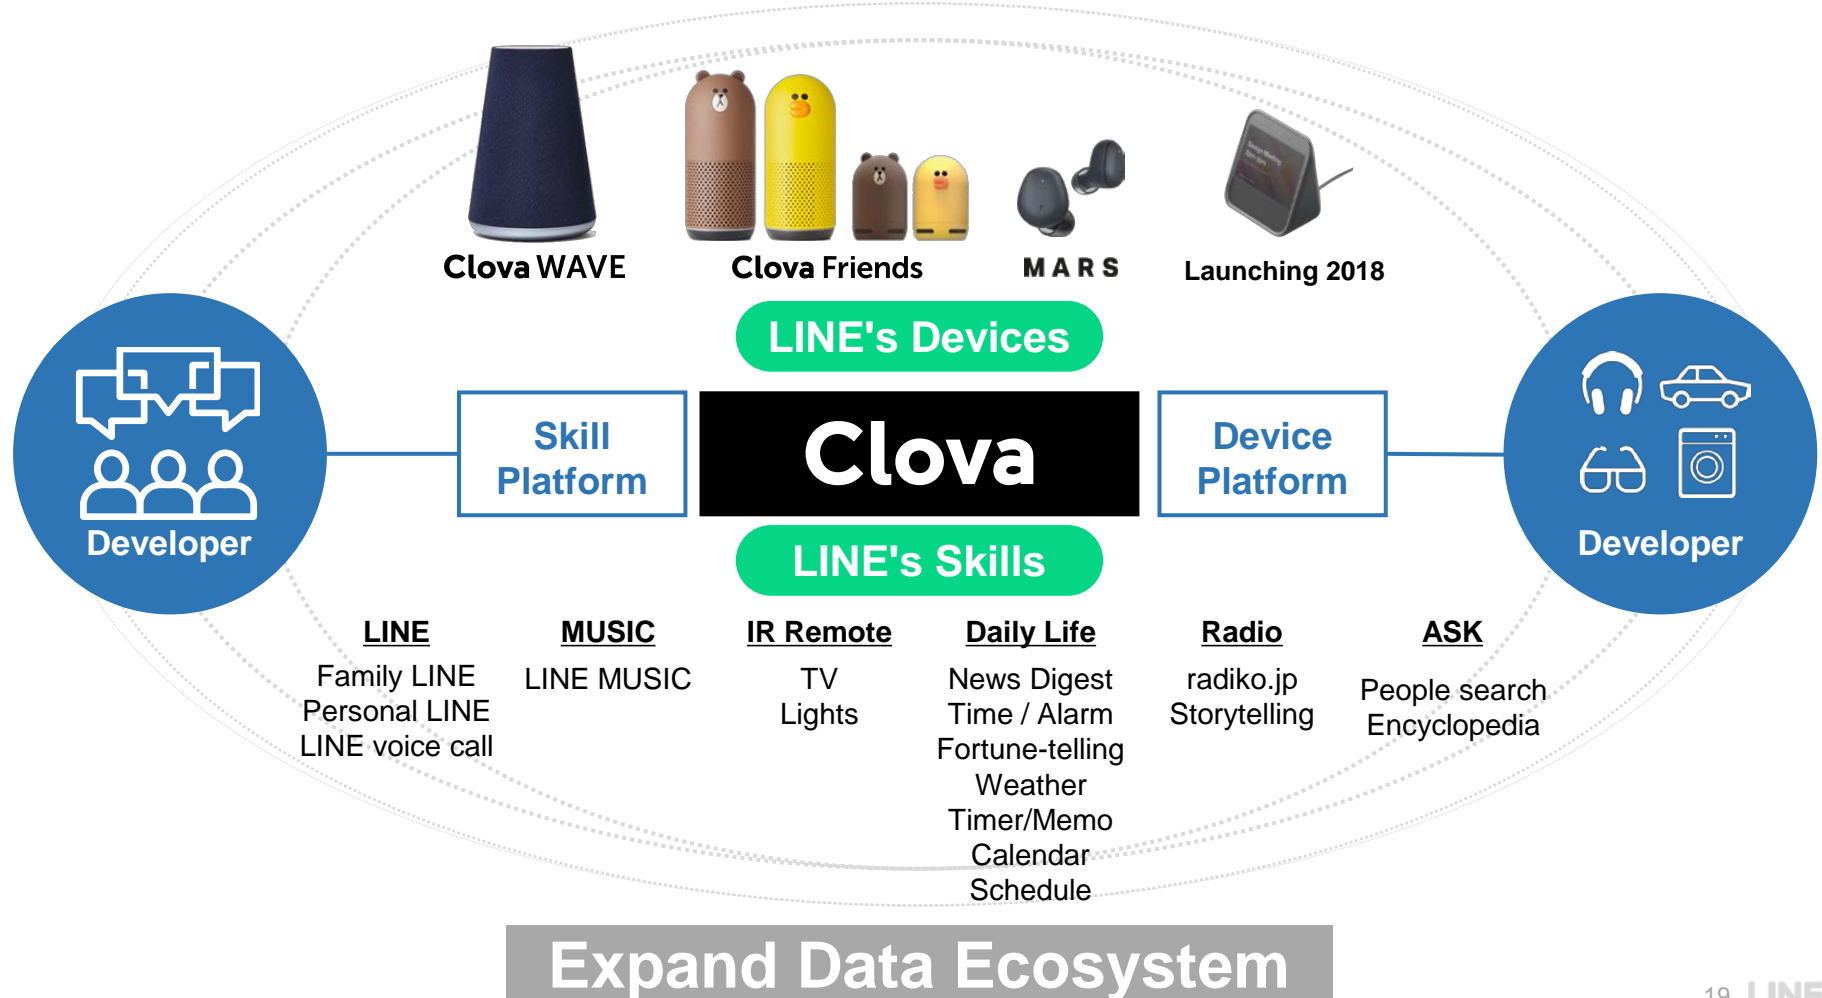 Clova WAVE
Clova Friends
MARS
Launching 2018
LINE's Devices
Developer
Skill
Platform
Clova
Device
Platform
Developer
LINE's Skills
LINE
Family LINE
Personal LINE
LINE voice call
MUSIC
LINE MUSIC
IR Remote
TV
Lights
Daily Life
News Digest
Time / Alarm
Fortune-telling
Weather
Timer/Memo
Calendar
Schedule
Radio
radiko.jp
Storytelling
ASK
People search
Encyclopedia
Expand Data Ecosystem
19 LINE